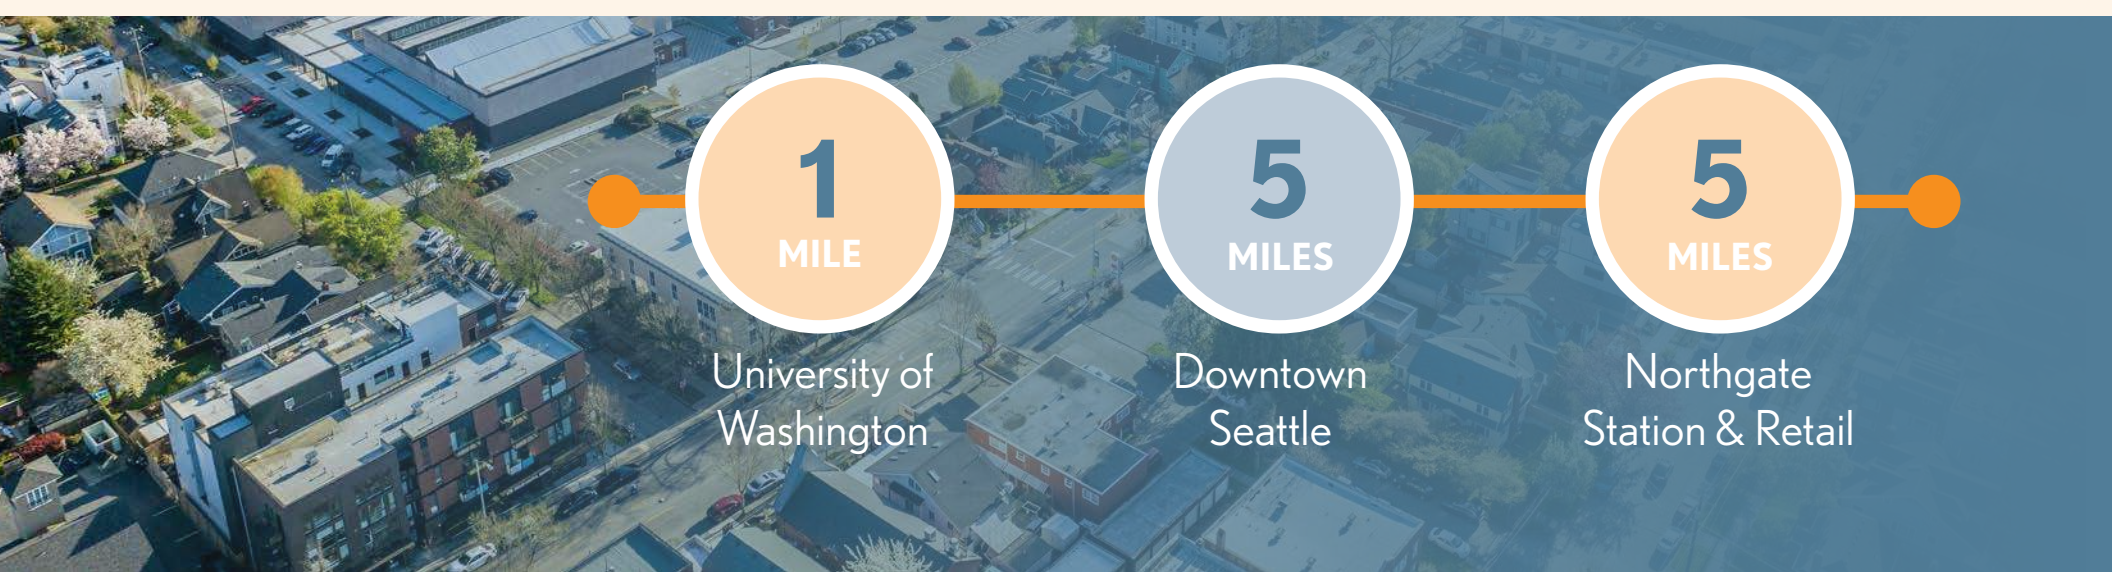 1
MILE
University of
Washington
5
MILES
Downtown
Seattle
5
MILES
Northgate
Station & Retail